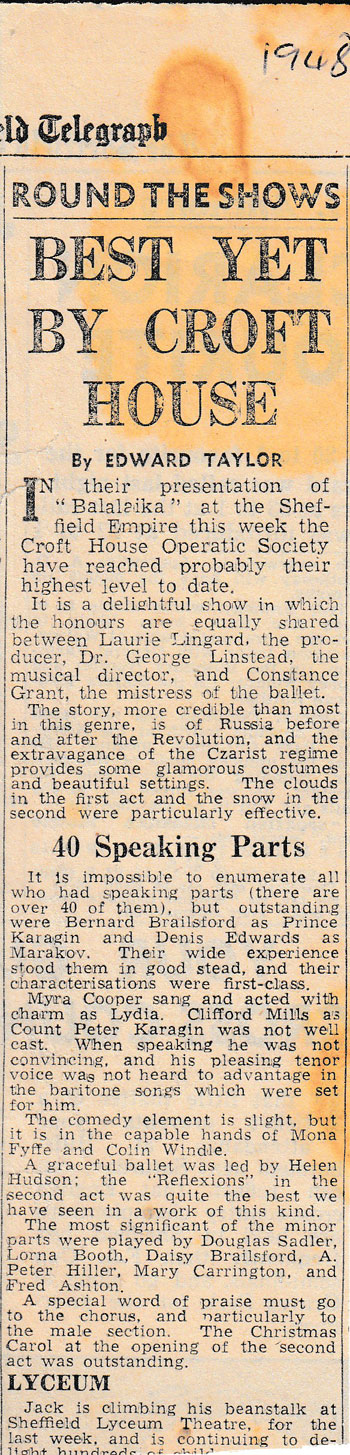 1948
ld Telegraph
ROUND THE SHOWS
BEST YET
BY CROFT
HOUSE
By EDWARD TAYLOR
IN their presentation of
"Balalaika" at the Shef-
field Empire this week the
Croft House Operatic Society
have reached probably their
highest level to date.
It is a delightful show in which
the honours are equally shared
between Laurie Lingard, the pro-
ducer, Dr. George Linstead, the
musical director, and Constance
Grant, the mistress of the ballet.
The story, more credible than most
in this genre, is of Russia before
and after the Revolution, and the
extravagance of the Czarist regime
provides some glamorous costumes
and beautiful settings. The clouds
in the first act and the snow in the
second were particularly effective.
40 Speaking Parts
It is impossible to enumerate all
who had speaking parts (there are
over 40 of them), but outstanding
were Bernard Brailsford as Prince
Karagin and Denis Edwards as
Marakov. Their wide experience
stood them in good stead, and their
characterisations were first-class.
Myra Cooper sang and acted with
charm as Lydia. Clifford Mills as
Count Peter Karagin was not well
cast. When speaking he was not
convincing, and his pleasing tenor
voice was not heard to advantage in
the baritone songs which were set
for him.
The comedy element is slight, but
it is in the capable hands of Mona
Fyffe and Colin Windle.
A graceful ballet was led by Helen
Hudson; the "Reflexions" in the
second act was quite the best we
have seen in a work of this kind.
The most significant of the minor
parts were played by Douglas Sadler,
Lorna Booth, Daisy Brailsford, A.
Peter Hiller, Mary Carrington, and
Fred Ashton.
A special word of praise must go
to the chorus, and particularly to
the male section. The Christmas
Carol at the opening of the second
act was outstanding.
LYCEUM
Jack is climbing his beanstalk at
Sheffield Lyceum Theatre, for the
last week, and is continuing to de-
light hundreds of